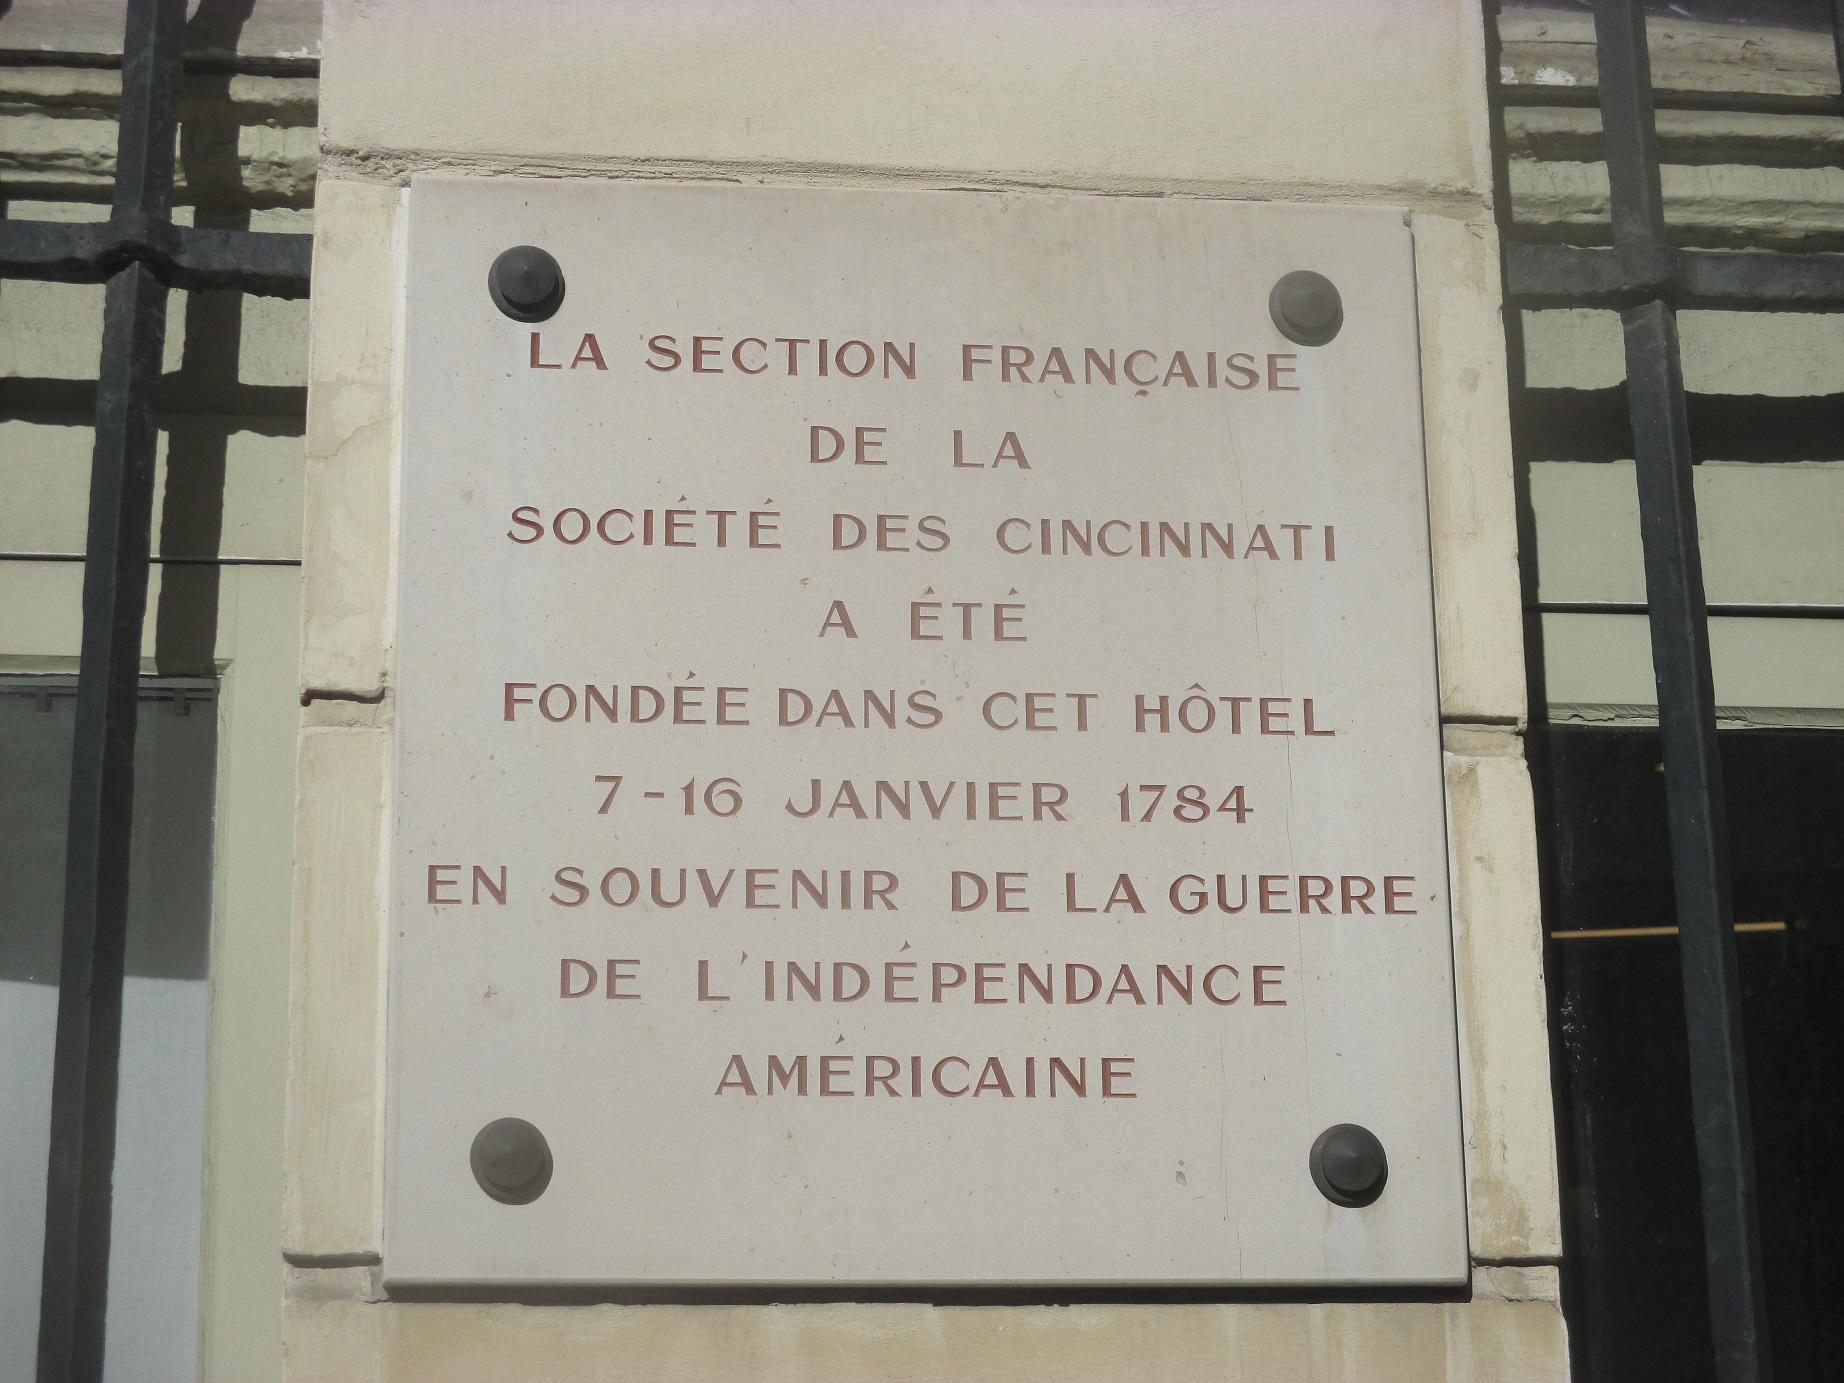 LA SECTION FRANÇAISE
DE LA
SOCIÉTÉ DES CINCINNATI
A ÉTÉ
FONDÉE DANS CET HÔTEL
7-16 JANVIER 1784
EN SOUVENIR DE LA GUERRE
DE L'INDÉPENDANCE
AMÉRICAINE